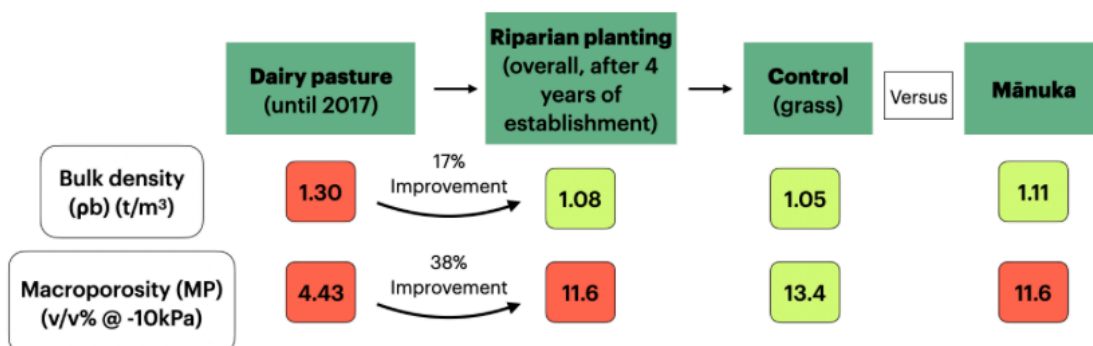 Dairy pasture
(until 2017)
Riparian planting
(overall, after 4
years of
establishment)
Control
(grass)
Versus
Mānuka
Bulk density
(ρb) (t/m³)
1.30
17%
Improvement
1.08
1.05
1.11
Macroporosity (MP)
(v/v% @ -10kPa)
4.43
38%
Improvement
11.6
13.4
11.6